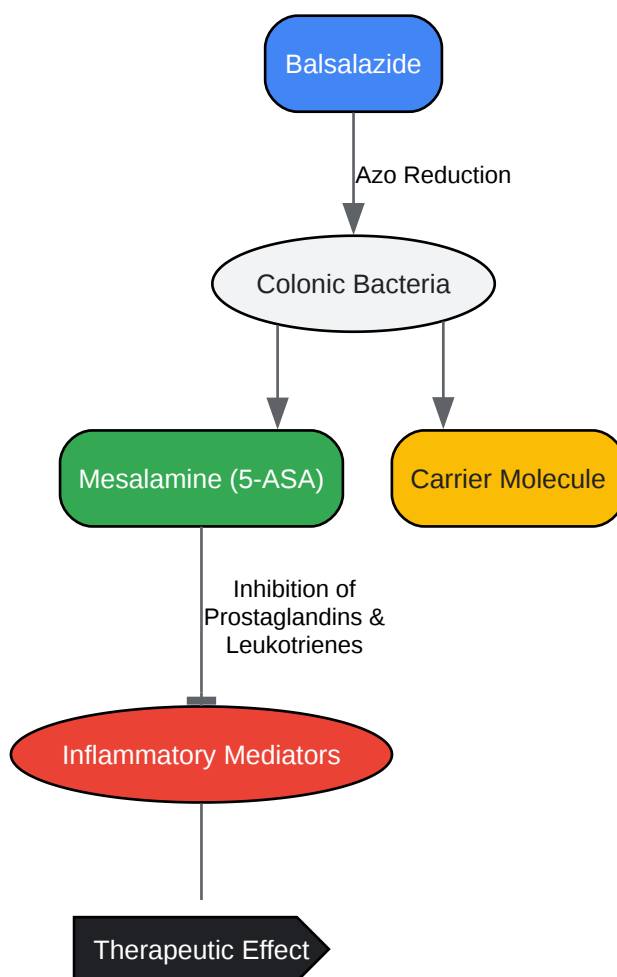 Balsalazide
Azo Reduction
Colonic Bacteria
Mesalamine (5-ASA)
Carrier Molecule
Inhibition of
Prostaglandins &
Leukotrienes
Inflammatory Mediators
Therapeutic Effect